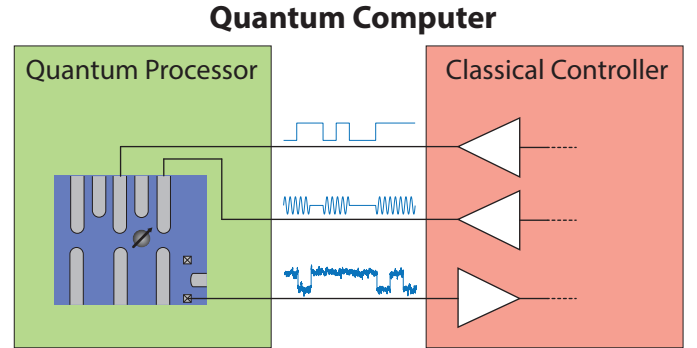 Quantum Computer
Quantum Processor
Classical Controller